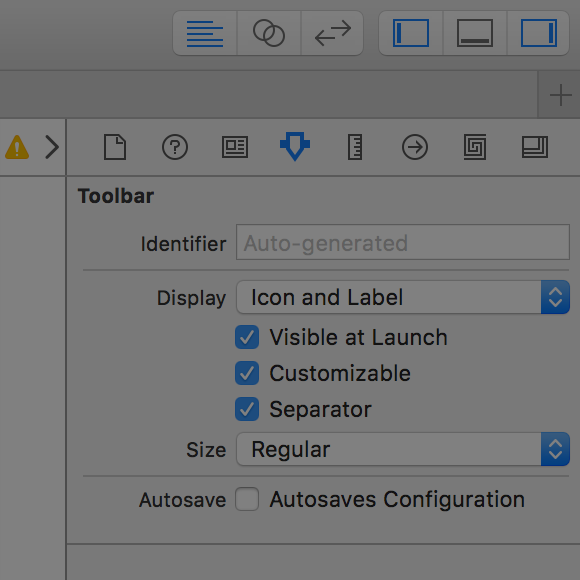 Toolbar
Identifier Auto-generated
Display Icon and Label
Visible at Launch
Customizable
Separator
Size Regular
Autosave Autosaves Configuration